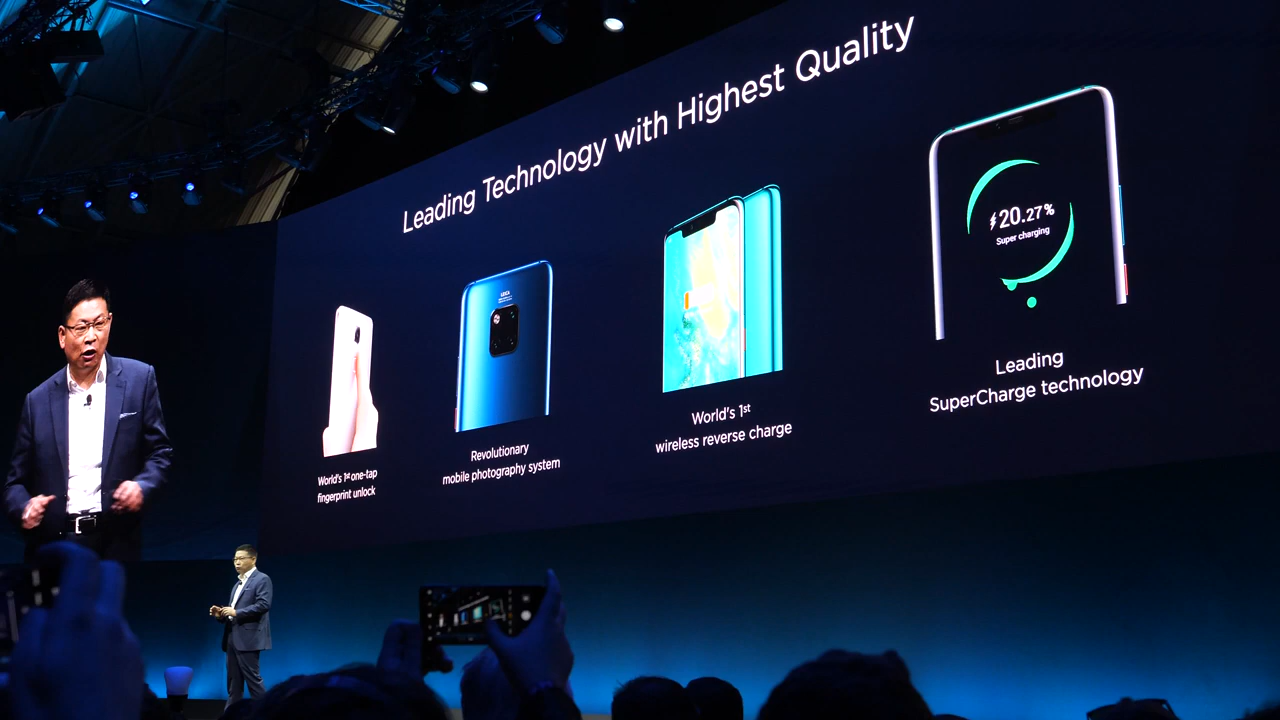 Leading Technology with Highest Quality
World's 1st one-tap
fingerprint unlock
LEICA
Revolutionary
mobile photography system
World's 1st
wireless reverse charge
20.27%
Super charging
Leading
SuperCharge technology